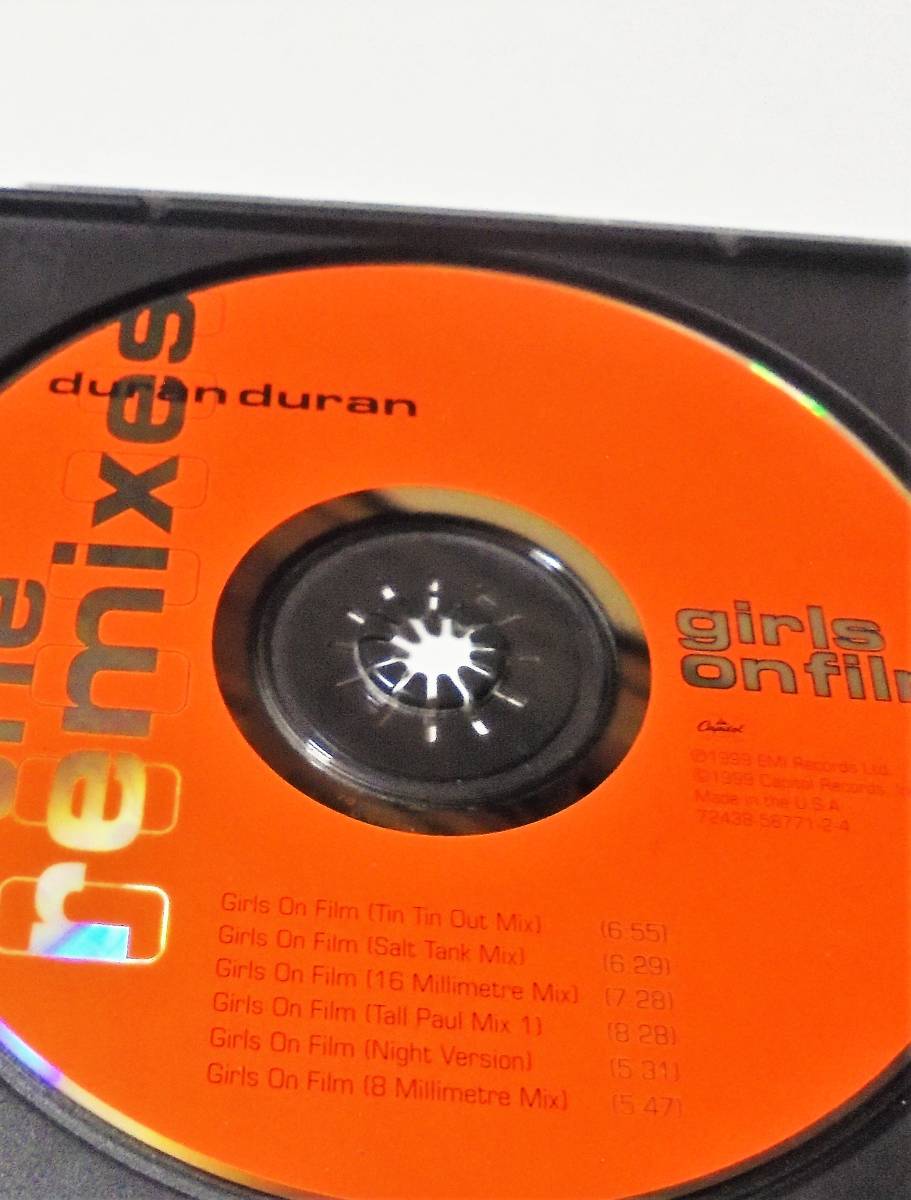 duran duran
remixes
girls
on film
Capitol
℗1999 EMI Records Ltd.
©1999 Capitol Records,
Made in the U.S.A
72438-58771-2-4
Girls On Film (Tin Tin Out Mix) (6:55)
Girls On Film (Salt Tank Mix) (6:29)
Girls On Film (16 Millimetre Mix) (7:28)
Girls On Film (Tall Paul Mix 1) (8:28)
Girls On Film (Night Version) (5:31)
Girls On Film (8 Millimetre Mix) (5:47)